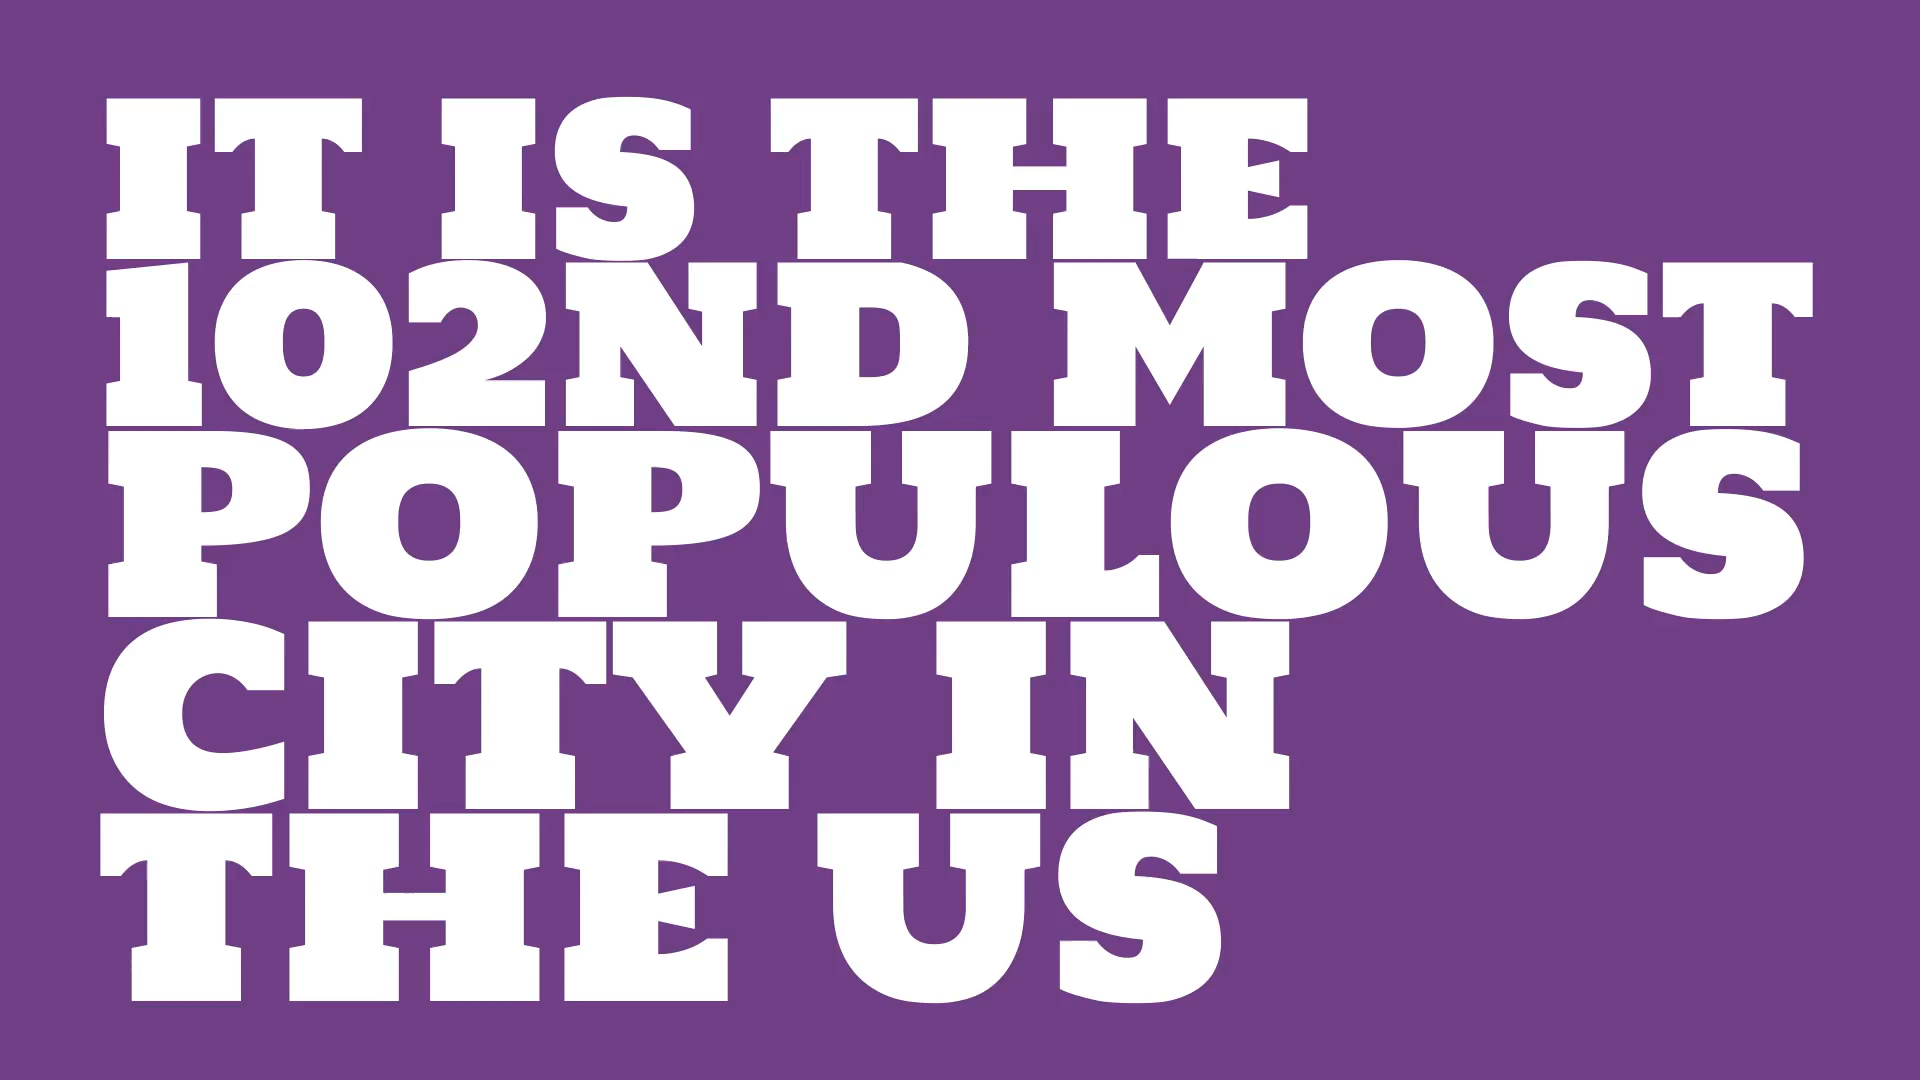 IT IS THE
102ND MOST
POPULOUS
CITY IN
THE US